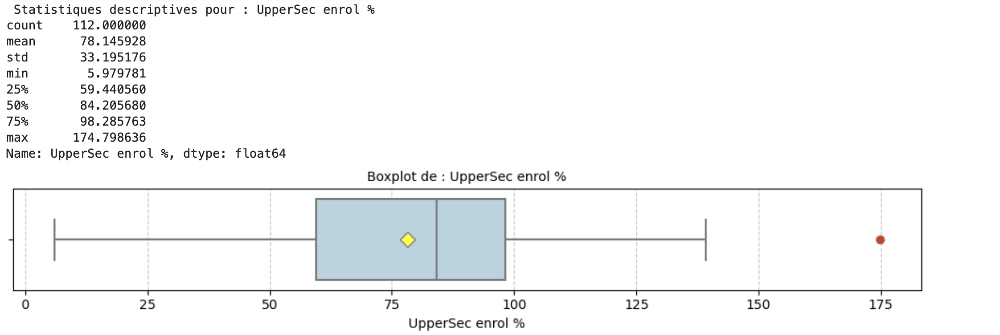 Statistiques descriptives pour : UpperSec enrol %
count 112.000000
mean 78.145928
std 33.195176
min 5.979781
25% 59.440560
50% 84.205680
75% 98.285763
max 174.798636
Name: UpperSec enrol %, dtype: float64
Boxplot de : UpperSec enrol %
0 25 50 75 100 125 150 175
UpperSec enrol %